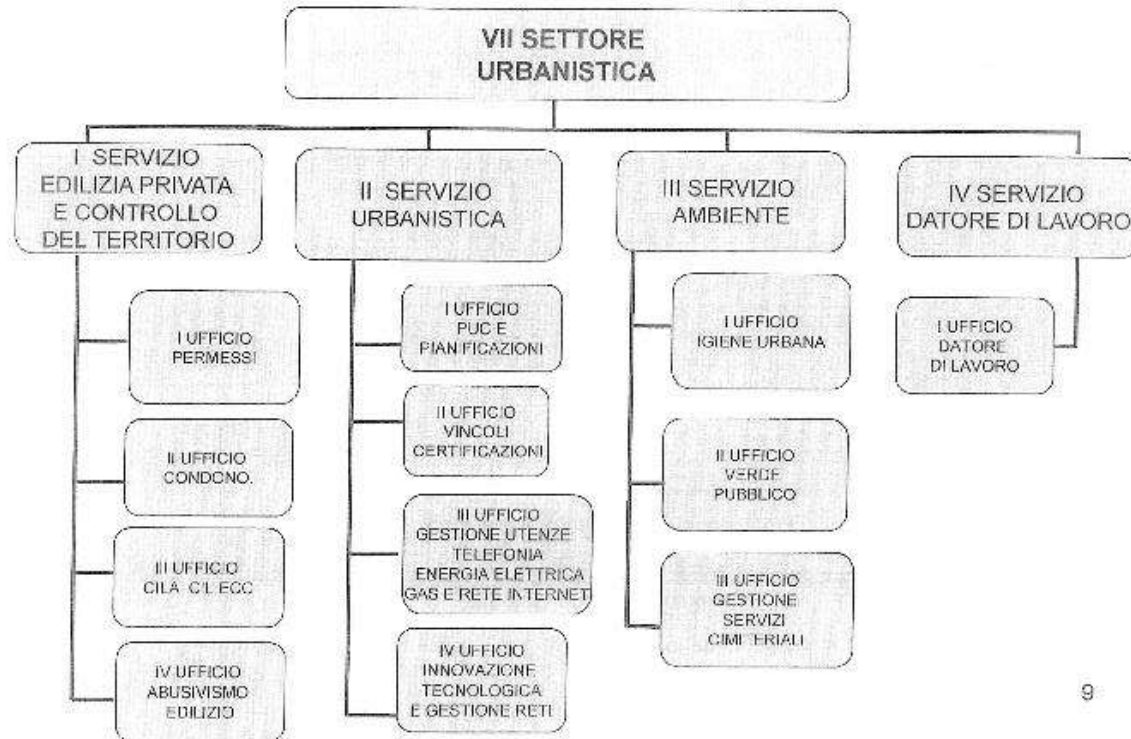 VII SETTORE
URBANISTICA
I SERVIZIO
EDILIZIA PRIVATA
E CONTROLLO
DEL TERRITORIO
I UFFICIO
PERMESSI
II UFFICIO
CONDONO.
III UFFICIO
CILA C'L ECC
IV UFFICIO
ABUSIVISMO
EDILIZIO
II SERVIZIO
URBANISTICA
I UFFICIO
PUC E
PIANIFICAZIONI
II UFFICIO
VINCOLI
CERTIFICAZIONI
III UFFICIO
GESTIONE UTENZE
TELEFONIA
ENERGIA ELETTRICA
GAS E RETE INTERNET
IV UFFICIO
INNOVAZIONE
TECNOLOGICA
E GESTIONE RETI
III SERVIZIO
AMBIENTE
I UFFICIO
IGIENE URBANA
II UFFICIO
VERDE
PUBBLICO
III UFFICIO
GESTIONE
SERVIZI
CIMITERIALI
IV SERVIZIO
DATORE DI LAVORO
I UFFICIO
DATORE
DI LAVORO
9